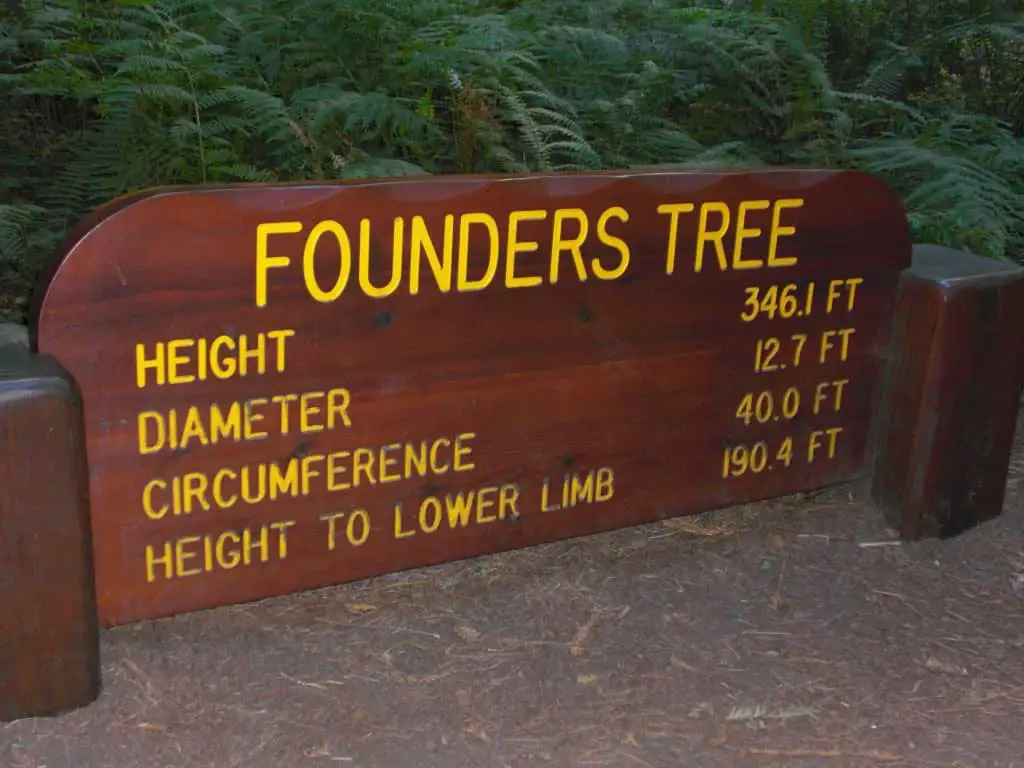 FOUNDERS TREE
HEIGHT 346.1 FT
DIAMETER 12.7 FT
CIRCUMFERENCE 40.0 FT
HEIGHT TO LOWER LIMB 190.4 FT